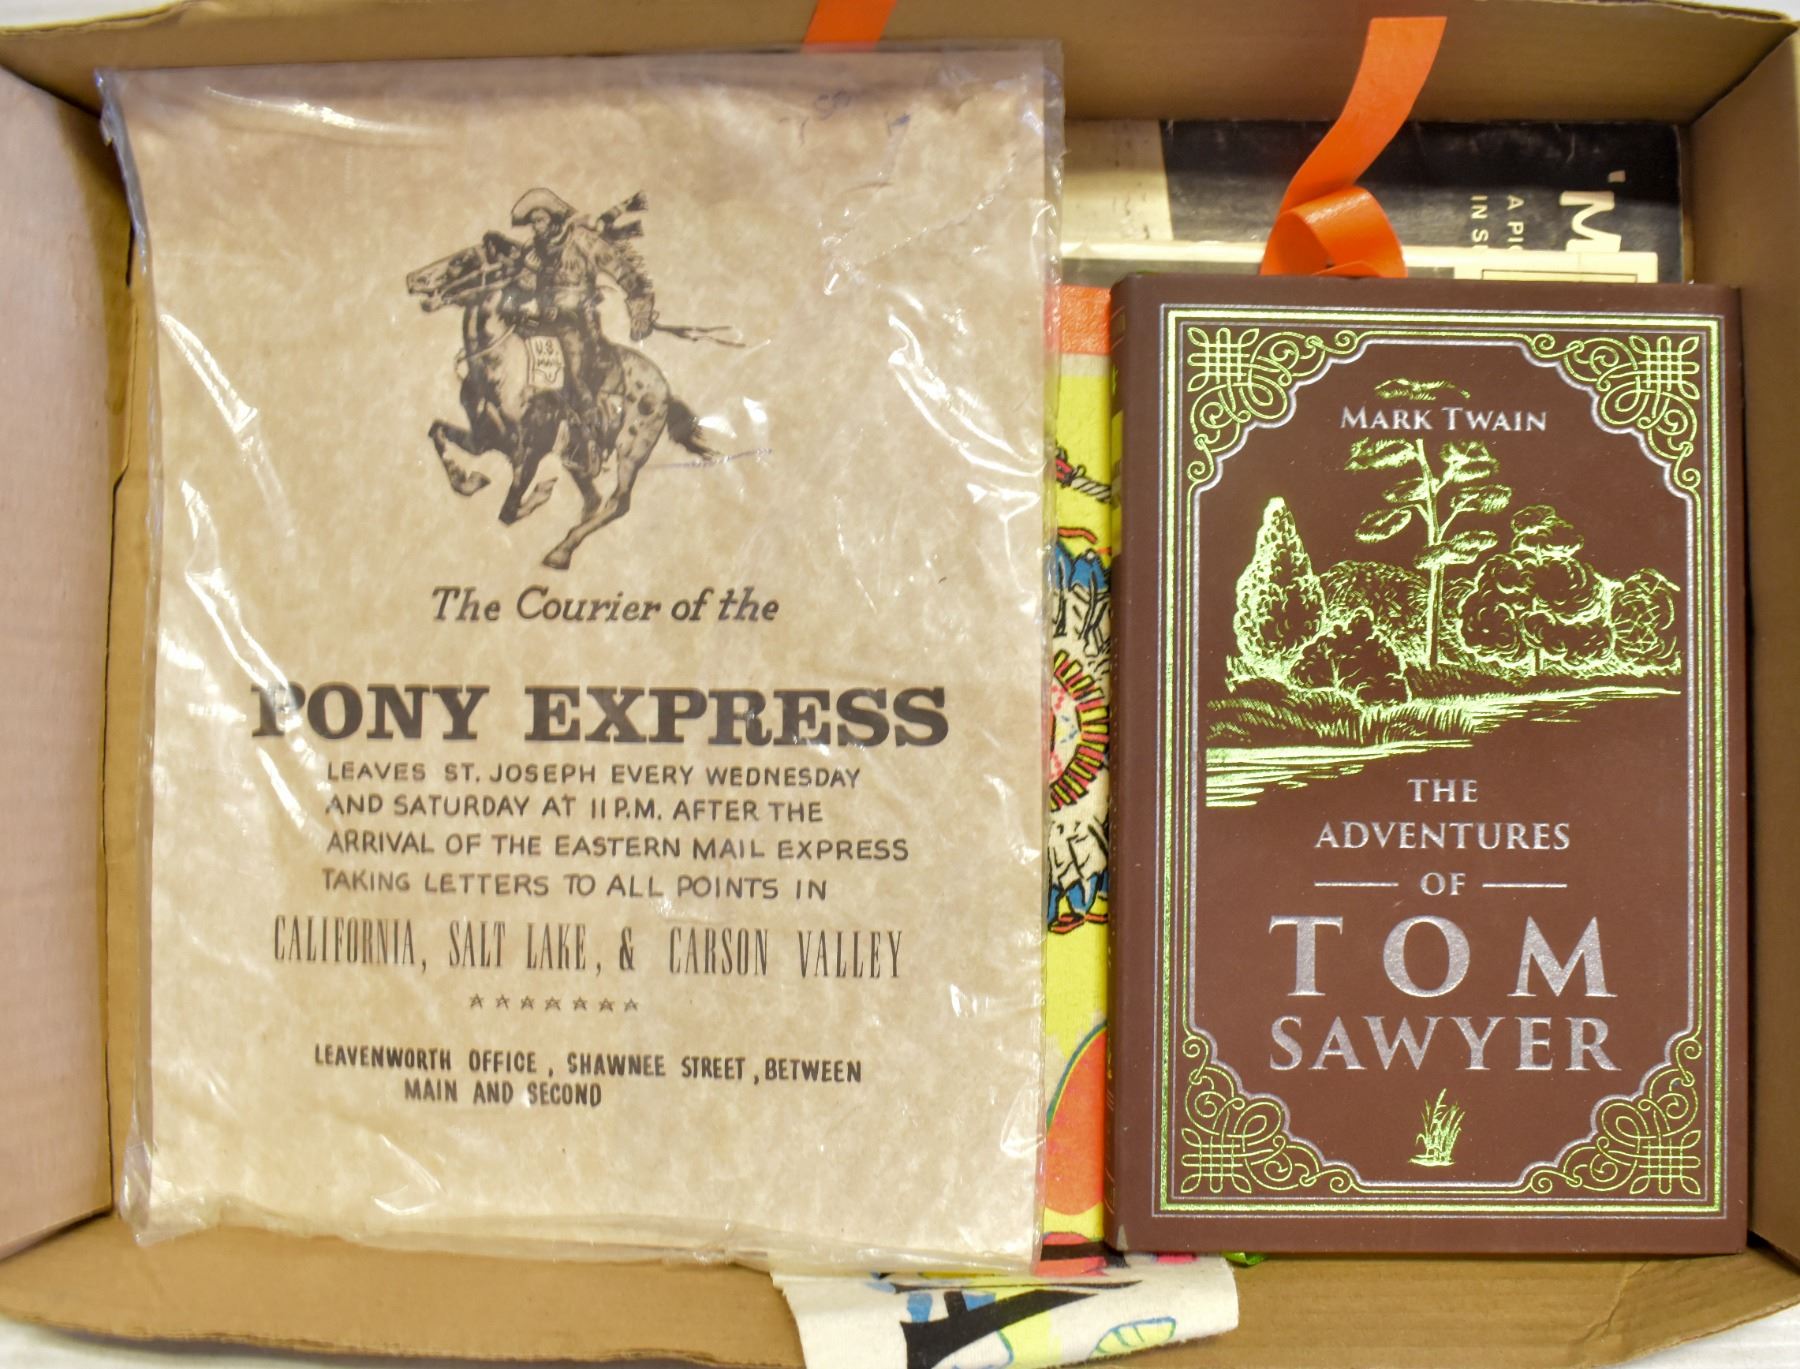 U.S.
MAIL
The Courier of the
PONY EXPRESS
LEAVES ST. JOSEPH EVERY WEDNESDAY
AND SATURDAY AT 11 P.M. AFTER THE
ARRIVAL OF THE EASTERN MAIL EXPRESS
TAKING LETTERS TO ALL POINTS IN
CALIFORNIA, SALT LAKE, & CARSON VALLEY
LEAVENWORTH OFFICE, SHAWNEE STREET, BETWEEN
MAIN AND SECOND
A
IN
MARK TWAIN
THE
ADVENTURES
OF
TOM
SAWYER